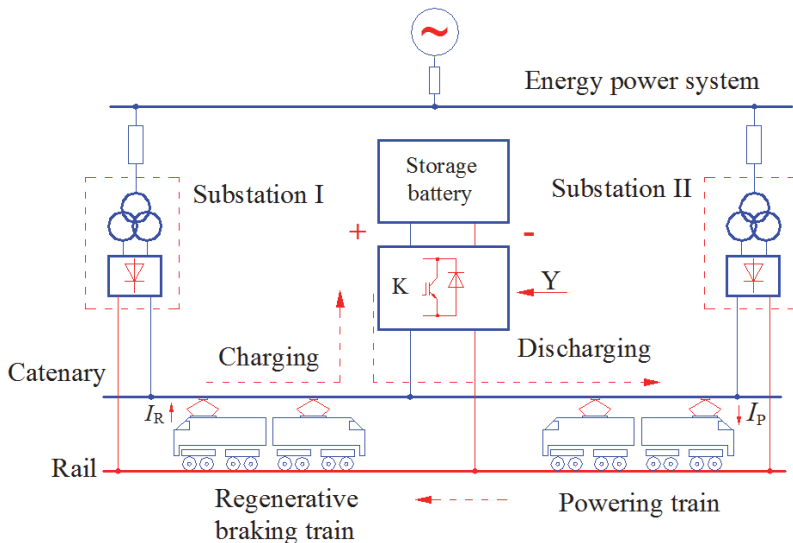 Energy power system
Storage
battery
Substation I
Substation II
+
-
K
Y
Charging
Discharging
Catenary
I_R
I_P
Rail
Regenerative
braking train
Powering train